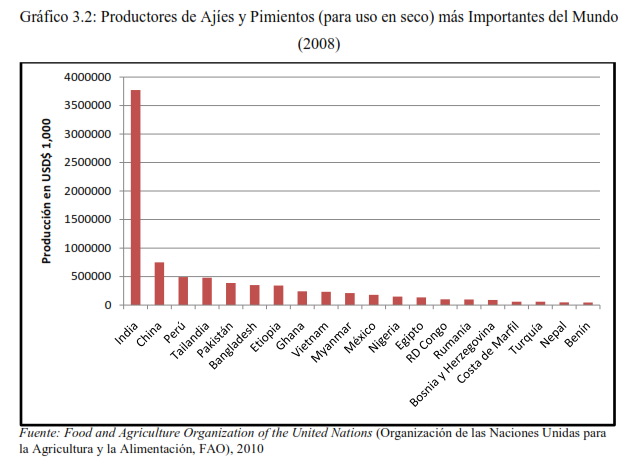 Gráfico 3.2: Productores de Ajíes y Pimientos (para uso en seco) más Importantes del Mundo
(2008)
Producción en USD$ 1,000
4000000
3500000
3000000
2500000
2000000
1500000
1000000
500000
0
India
China
Perú
Tailandia
Pakistán
Bangladesh
Etiopia
Ghana
Vietnam
Myanmar
México
Nigeria
Egipto
RD Congo
Rumania
Bosnia y Herzegovina
Costa de Marfil
Turquía
Nepal
Benin
Fuente: Food and Agriculture Organization of the United Nations (Organización de las Naciones Unidas para
la Agricultura y la Alimentación, FAO), 2010